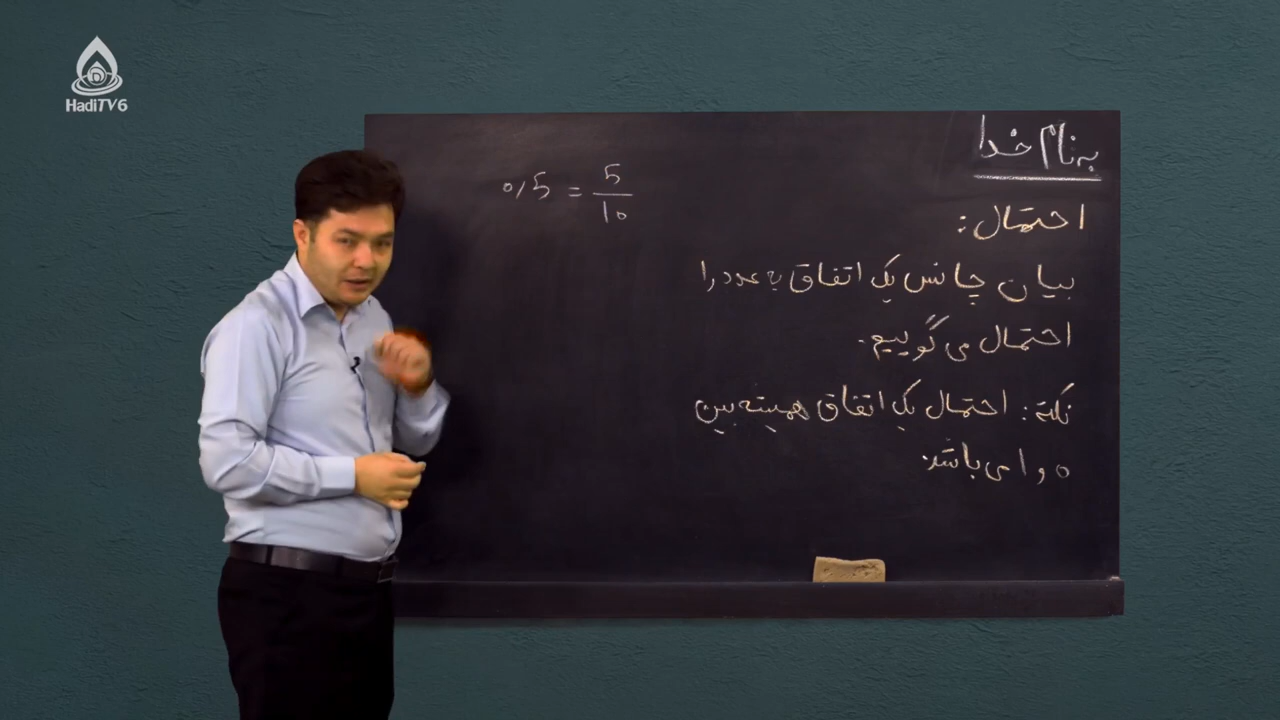 HadiTV6
به نام خدا
احتمال:
بیان چانس یک اتفاق به عدد را
احتمال می گوییم.
نکته: احتمال یک اتفاق همیشه بین
0 و 1 می باشد.
0/5 = 5/10